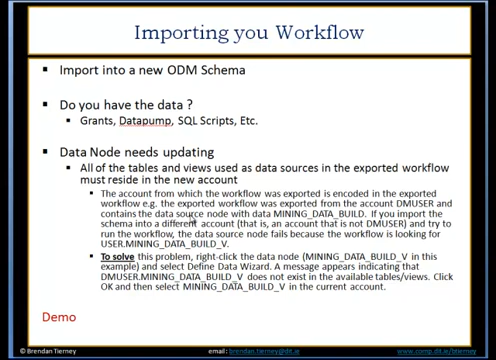 Importing you Workflow
Import into a new ODM Schema
Do you have the data ?
Grants, Datapump, SQL Scripts, Etc.
Data Node needs updating
All of the tables and views used as data sources in the exported workflow
must reside in the new account
The account from which the workflow was exported is encoded in the exported
workflow e.g. the exported workflow was exported from the account DMUSER and
contains the data source node with data MINING_DATA_BUILD. If you import the
schema into a different account (that is, an account that is not DMUSER) and try to
run the workflow, the data source node fails because the workflow is looking for
USER.MINING_DATA_BUILD_V.
To solve this problem, right-click the data node (MINING_DATA_BUILD_V in this
example) and select Define Data Wizard. A message appears indicating that
DMUSER.MINING_DATA_BUILD_V does not exist in the available tables/views. Click
OK and then select MINING_DATA_BUILD_V in the current account.
Demo
© Brendan Tierney email: brendan.tierney@dit.ie www.comp.dit.ie/btierney